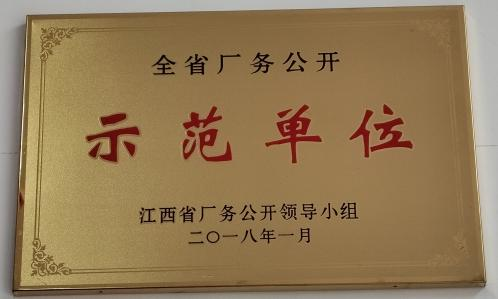 全省厂务公开
示范单位
江西省厂务公开领导小组
二〇一八年一月